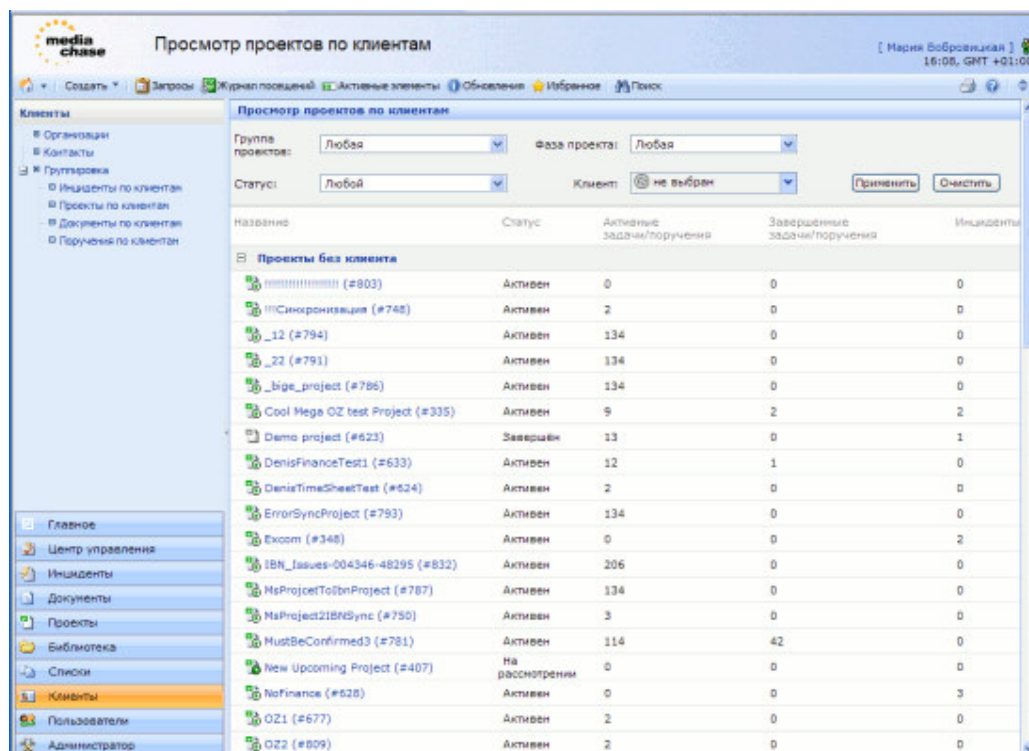 media
chase
Просмотр проектов по клиентам
[ Мария Бобровицкая ]
16:08, GMT +01:00
Создать
Запросы
Журнал посещений
Активные элементы
Обновления
Избранное
Поиск
Клиенты
Организации
Контакты
Группировка
Инциденты по клиентам
Проекты по клиентам
Документы по клиентам
Поручения по клиентам
Главное
Центр управления
Инциденты
Документы
Проекты
Библиотека
Списки
Клиенты
Пользователи
Администратор
Просмотр проектов по клиентам
Группа проектов: Любая Фаза проекта: Любая
Статус: Любой Клиент: не выбран Применить Очистить
Название Статус Активные задачи/поручения Завершенные задачи/поручения Инциденты
Проекты без клиента
(#803) Активен 0 0 0
!!!Синхронизация (#748) Активен 2 0 0
_12 (#794) Активен 134 0 0
_22 (#791) Активен 134 0 0
_bige_project (#786) Активен 134 0 0
Cool Mega OZ test Project (#335) Активен 9 2 2
Demo project (#623) Завершён 13 0 1
DenisFinanceTest1 (#633) Активен 12 1 0
DenisTimeSheetTest (#624) Активен 2 0 0
ErrorSyncProject (#793) Активен 134 0 0
Excom (#348) Активен 0 0 2
IBN_Issues-004346-48295 (#832) Активен 206 0 0
MsProjcetToIbnProject (#787) Активен 134 0 0
MsProject2IBNSync (#750) Активен 3 0 0
MustBeConfirmed3 (#781) Активен 114 42 0
New Upcoming Project (#407) На рассмотрении 0 0 0
NoFinance (#628) Активен 0 0 3
OZ1 (#677) Активен 2 0 0
OZ2 (#809) Активен 2 0 0